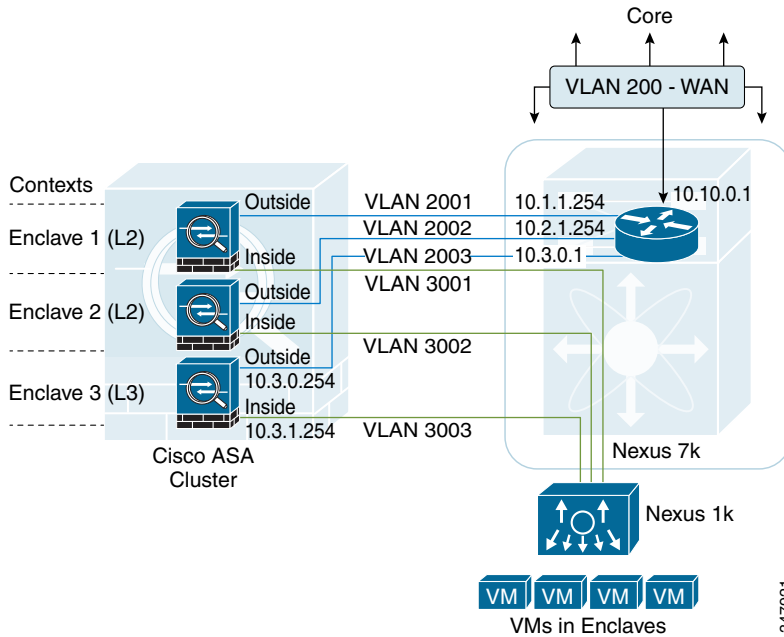 Core
VLAN 200 - WAN
Contexts
Outside
VLAN 2001
10.1.1.254
10.10.0.1
Enclave 1 (L2)
VLAN 2002
10.2.1.254
Inside
VLAN 2003
10.3.0.1
VLAN 3001
Outside
Enclave 2 (L2)
Inside
VLAN 3002
Outside
10.3.0.254
Enclave 3 (L3)
Inside
10.3.1.254
VLAN 3003
Cisco ASA
Cluster
Nexus 7k
Nexus 1k
VM
VM
VM
VM
VMs in Enclaves